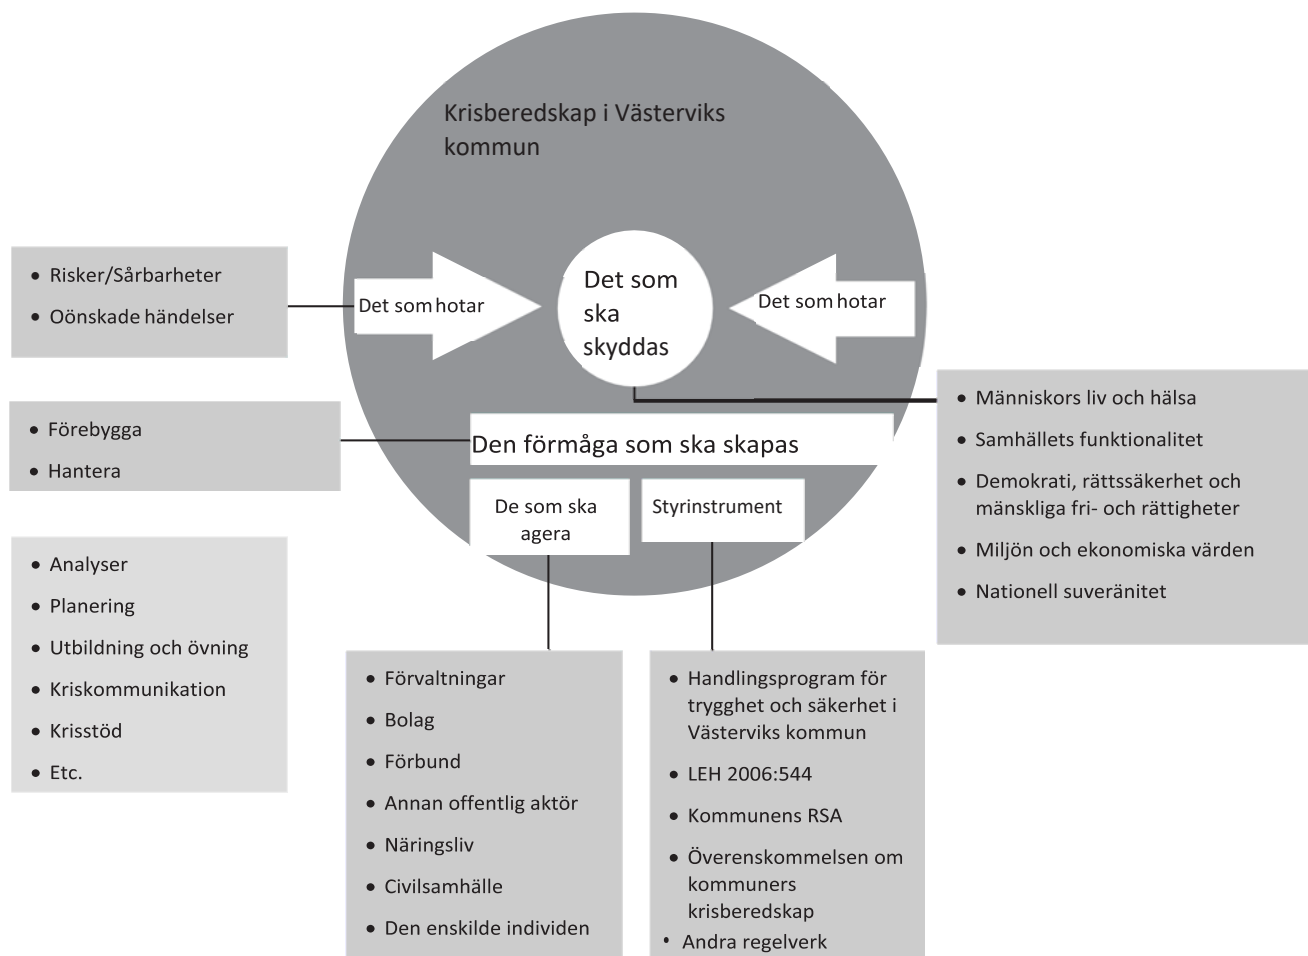 Krisberedskap i Västerviks
kommun
• Risker/Sårbarheter
• Oönskade händelser
Det som hotar
Det som
ska
skyddas
Det som hotar
• Förebygga
• Hantera
Den förmåga som ska skapas
De som ska
agera
Styrinstrument
• Människors liv och hälsa
• Samhällets funktionalitet
• Demokrati, rättssäkerhet och
mänskliga fri- och rättigheter
• Miljön och ekonomiska värden
• Nationell suveränitet
• Analyser
• Planering
• Utbildning och övning
• Kriskommunikation
• Krisstöd
• Etc.
• Förvaltningar
• Bolag
• Förbund
• Annan offentlig aktör
• Näringsliv
• Civilsamhälle
• Den enskilde individen
• Handlingsprogram för
trygghet och säkerhet i
Västerviks kommun
• LEH 2006:544
• Kommunens RSA
• Överenskommelsen om
kommuners
krisberedskap
• Andra regelverk